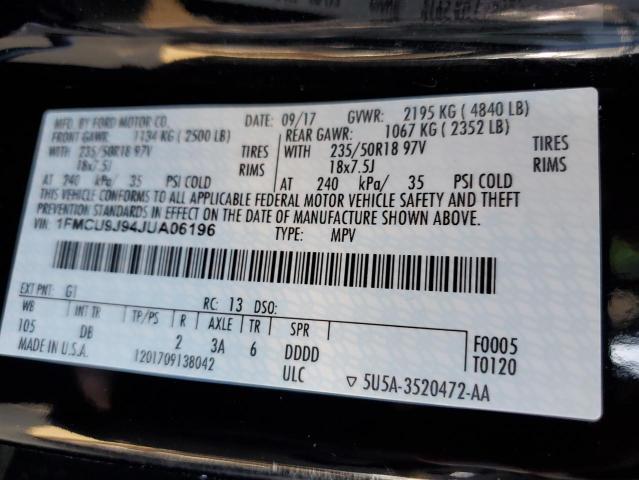 MFD. BY FORD MOTOR CO. DATE: 09/17 GVWR: 2195 KG ( 4840 LB)
FRONT GAWR: 1134 KG ( 2500 LB) REAR GAWR: 1067 KG ( 2352 LB)
WITH 235/50R18 97V TIRES WITH 235/50R18 97V TIRES
18x7.5J RIMS 18x7.5J RIMS
AT 240 kPa/ 35 PSI COLD AT 240 kPa/ 35 PSI COLD
THIS VEHICLE CONFORMS TO ALL APPLICABLE FEDERAL MOTOR VEHICLE SAFETY AND THEFT
PREVENTION STANDARDS IN EFFECT ON THE DATE OF MANUFACTURE SHOWN ABOVE.
VIN: 1FMCU9J94JUA06196 TYPE: MPV
EXT PNT: G1 RC: 13 DSO:
WB INT TR TP/PS R AXLE TR SPR F0005
105 DB 2 3A 6 DDDD T0120
MADE IN U.S.A. 1201709138042 ULC ▽ 5U5A-3520472-AA